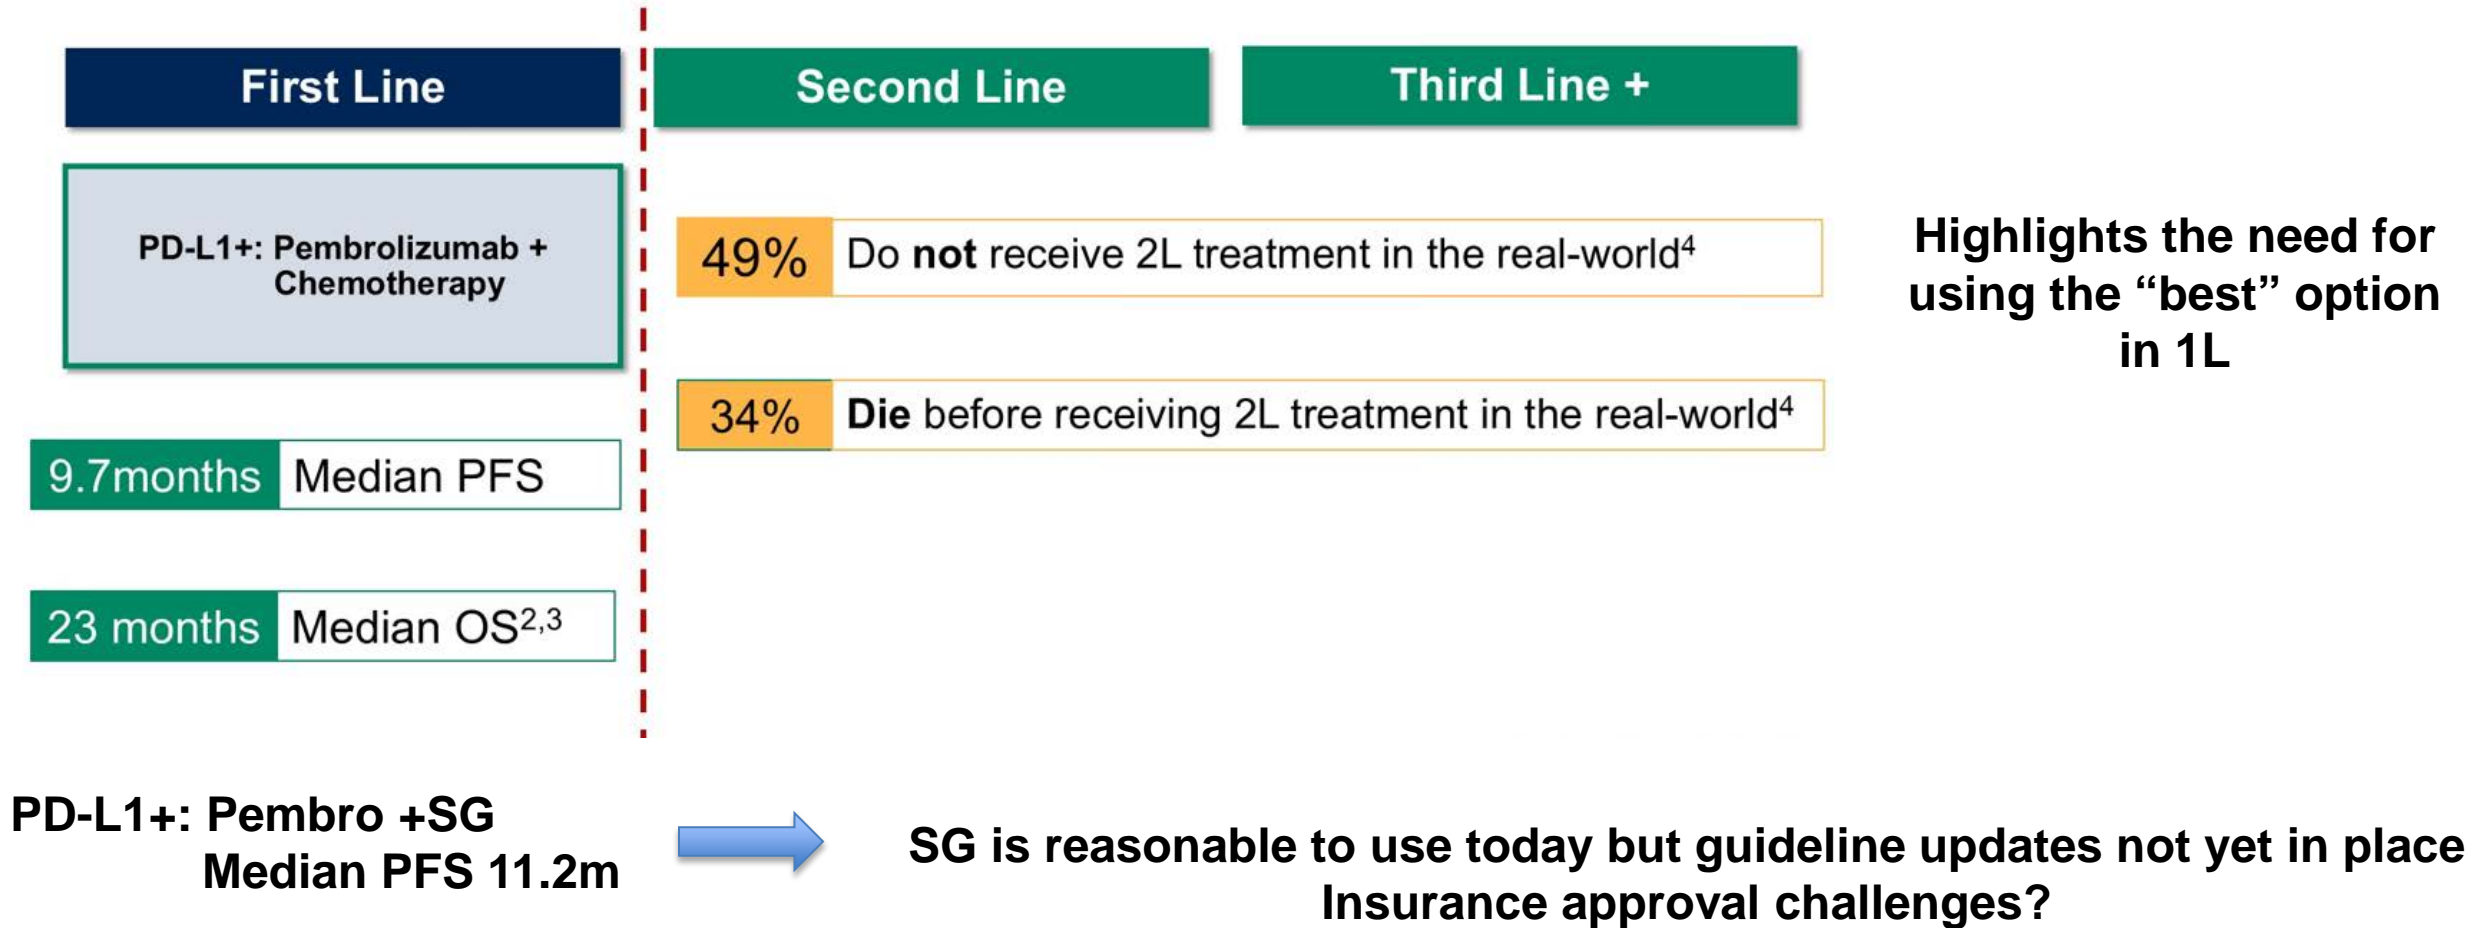 First Line
Second Line
Third Line +
PD-L1+: Pembrolizumab +
Chemotherapy
49% Do not receive 2L treatment in the real-world⁴
34% Die before receiving 2L treatment in the real-world⁴
Highlights the need for
using the “best” option
in 1L
9.7months Median PFS
23 months Median OS²,³
PD-L1+: Pembro +SG
Median PFS 11.2m
SG is reasonable to use today but guideline updates not yet in place
Insurance approval challenges?